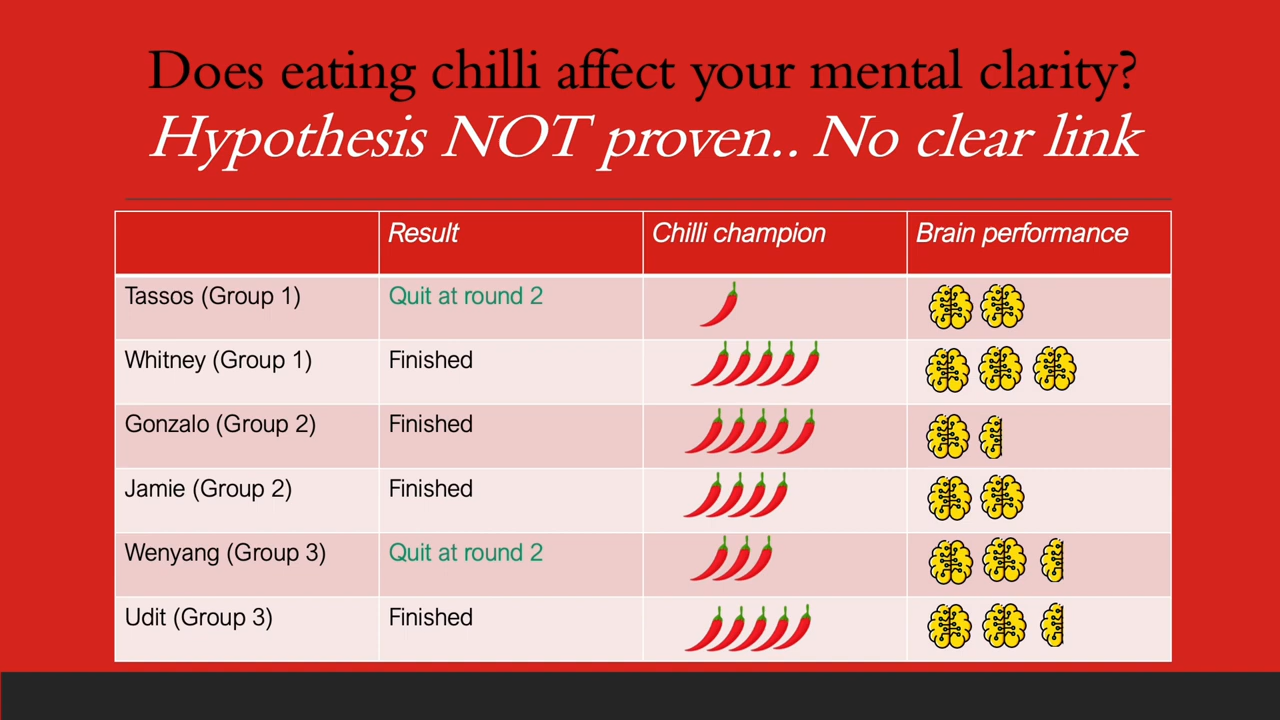 Does eating chilli affect your mental clarity?
Hypothesis NOT proven.. No clear link
Result Chilli champion Brain performance
Tassos (Group 1) Quit at round 2
Whitney (Group 1) Finished
Gonzalo (Group 2) Finished
Jamie (Group 2) Finished
Wenyang (Group 3) Quit at round 2
Udit (Group 3) Finished